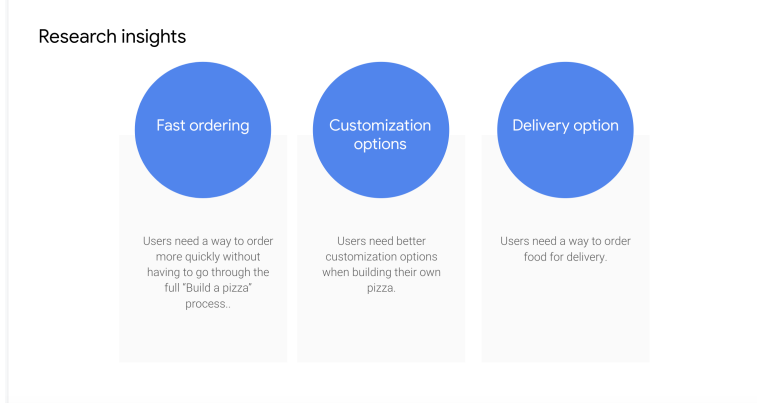 Research insights
Fast ordering
Customization
options
Delivery option
Users need a way to order
more quickly without
having to go through the
full "Build a pizza"
process..
Users need better
customization options
when building their own
pizza.
Users need a way to order
food for delivery.